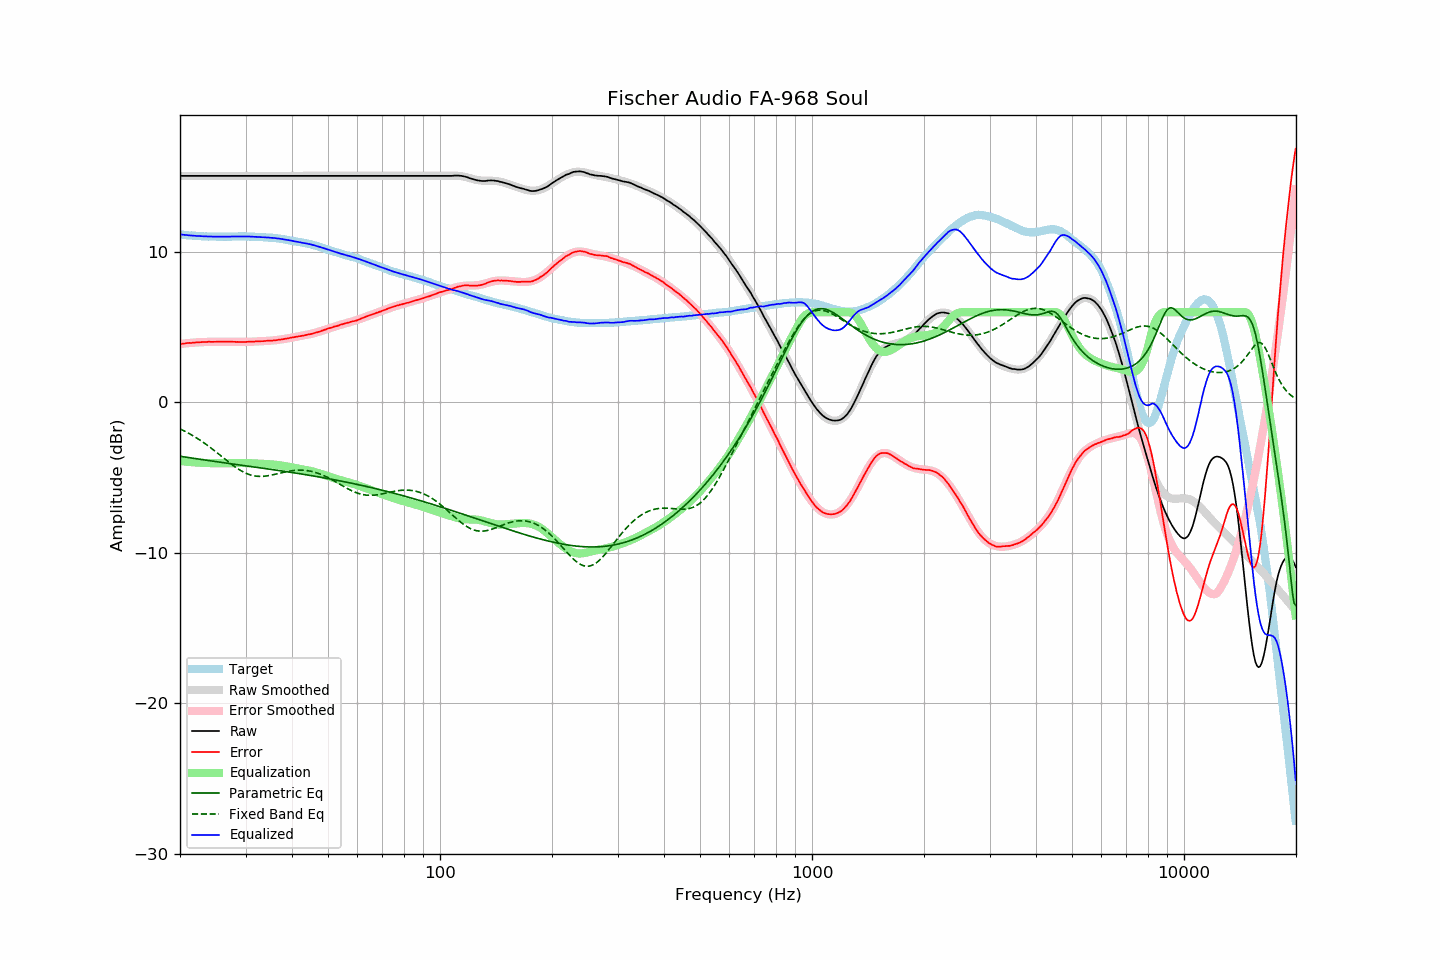 Fischer Audio FA-968 Soul
Amplitude (dBr)
10
0
−10
−20
−30
Target
Raw Smoothed
Error Smoothed
Raw
Error
Equalization
Parametric Eq
Fixed Band Eq
Equalized
100
1000
10000
Frequency (Hz)